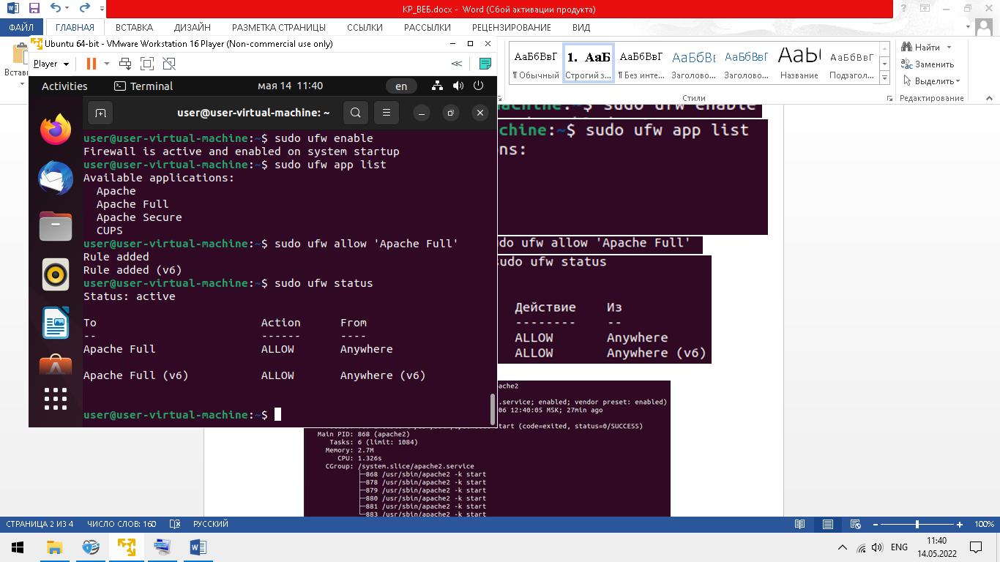 КР_ВЕБ.docx - Word (Сбой активации продукта)
ФАЙЛ ГЛАВНАЯ ВСТАВКА ДИЗАЙН РАЗМЕТКА СТРАНИЦЫ ССЫЛКИ РАССЫЛКИ РЕЦЕНЗИРОВАНИЕ ВИД
Ubuntu 64-bit - VMware Workstation 16 Player (Non-commercial use only)
Player
Activities Terminal мая 14 11:40 en
user@user-virtual-machine: ~
user@user-virtual-machine:~$ sudo ufw enable
Firewall is active and enabled on system startup
user@user-virtual-machine:~$ sudo ufw app list
Available applications:
Apache
Apache Full
Apache Secure
CUPS
user@user-virtual-machine:~$ sudo ufw allow 'Apache Full'
Rule added
Rule added (v6)
user@user-virtual-machine:~$ sudo ufw status
Status: active
To Action From
-- ------ ----
Apache Full ALLOW Anywhere
Apache Full (v6) ALLOW Anywhere (v6)
user@user-virtual-machine:~$
АаБбВвГ 1. АаБ АаБбВвГ АаБбВ АаБбВвГ АаБ АаБбВвГ
¶ Обычный Строгий з... ¶ Без инте... Заголово... Заголово... Название Подзагол...
Стили
Найти
Заменить
Выделить
Редактирование
:~$ sudo ufw enable
chine:~$ sudo ufw app list
ns:
do ufw allow 'Apache Full'
sudo ufw status
Действие Из
-------- --
ALLOW Anywhere
ALLOW Anywhere (v6)
pache2
.service; enabled; vendor preset: enabled)
06 12:40:05 MSK; 27min ago
start (code=exited, status=0/SUCCESS)
Main PID: 868 (apache2)
Tasks: 6 (limit: 1084)
Memory: 2.7M
CPU: 1.326s
CGroup: /system.slice/apache2.service
├─868 /usr/sbin/apache2 -k start
├─878 /usr/sbin/apache2 -k start
├─879 /usr/sbin/apache2 -k start
├─880 /usr/sbin/apache2 -k start
├─881 /usr/sbin/apache2 -k start
└─883 /usr/sbin/apache2 -k start
СТРАНИЦА 2 ИЗ 4 ЧИСЛО СЛОВ: 160 РУССКИЙ 100%
ENG 11:40
14.05.2022